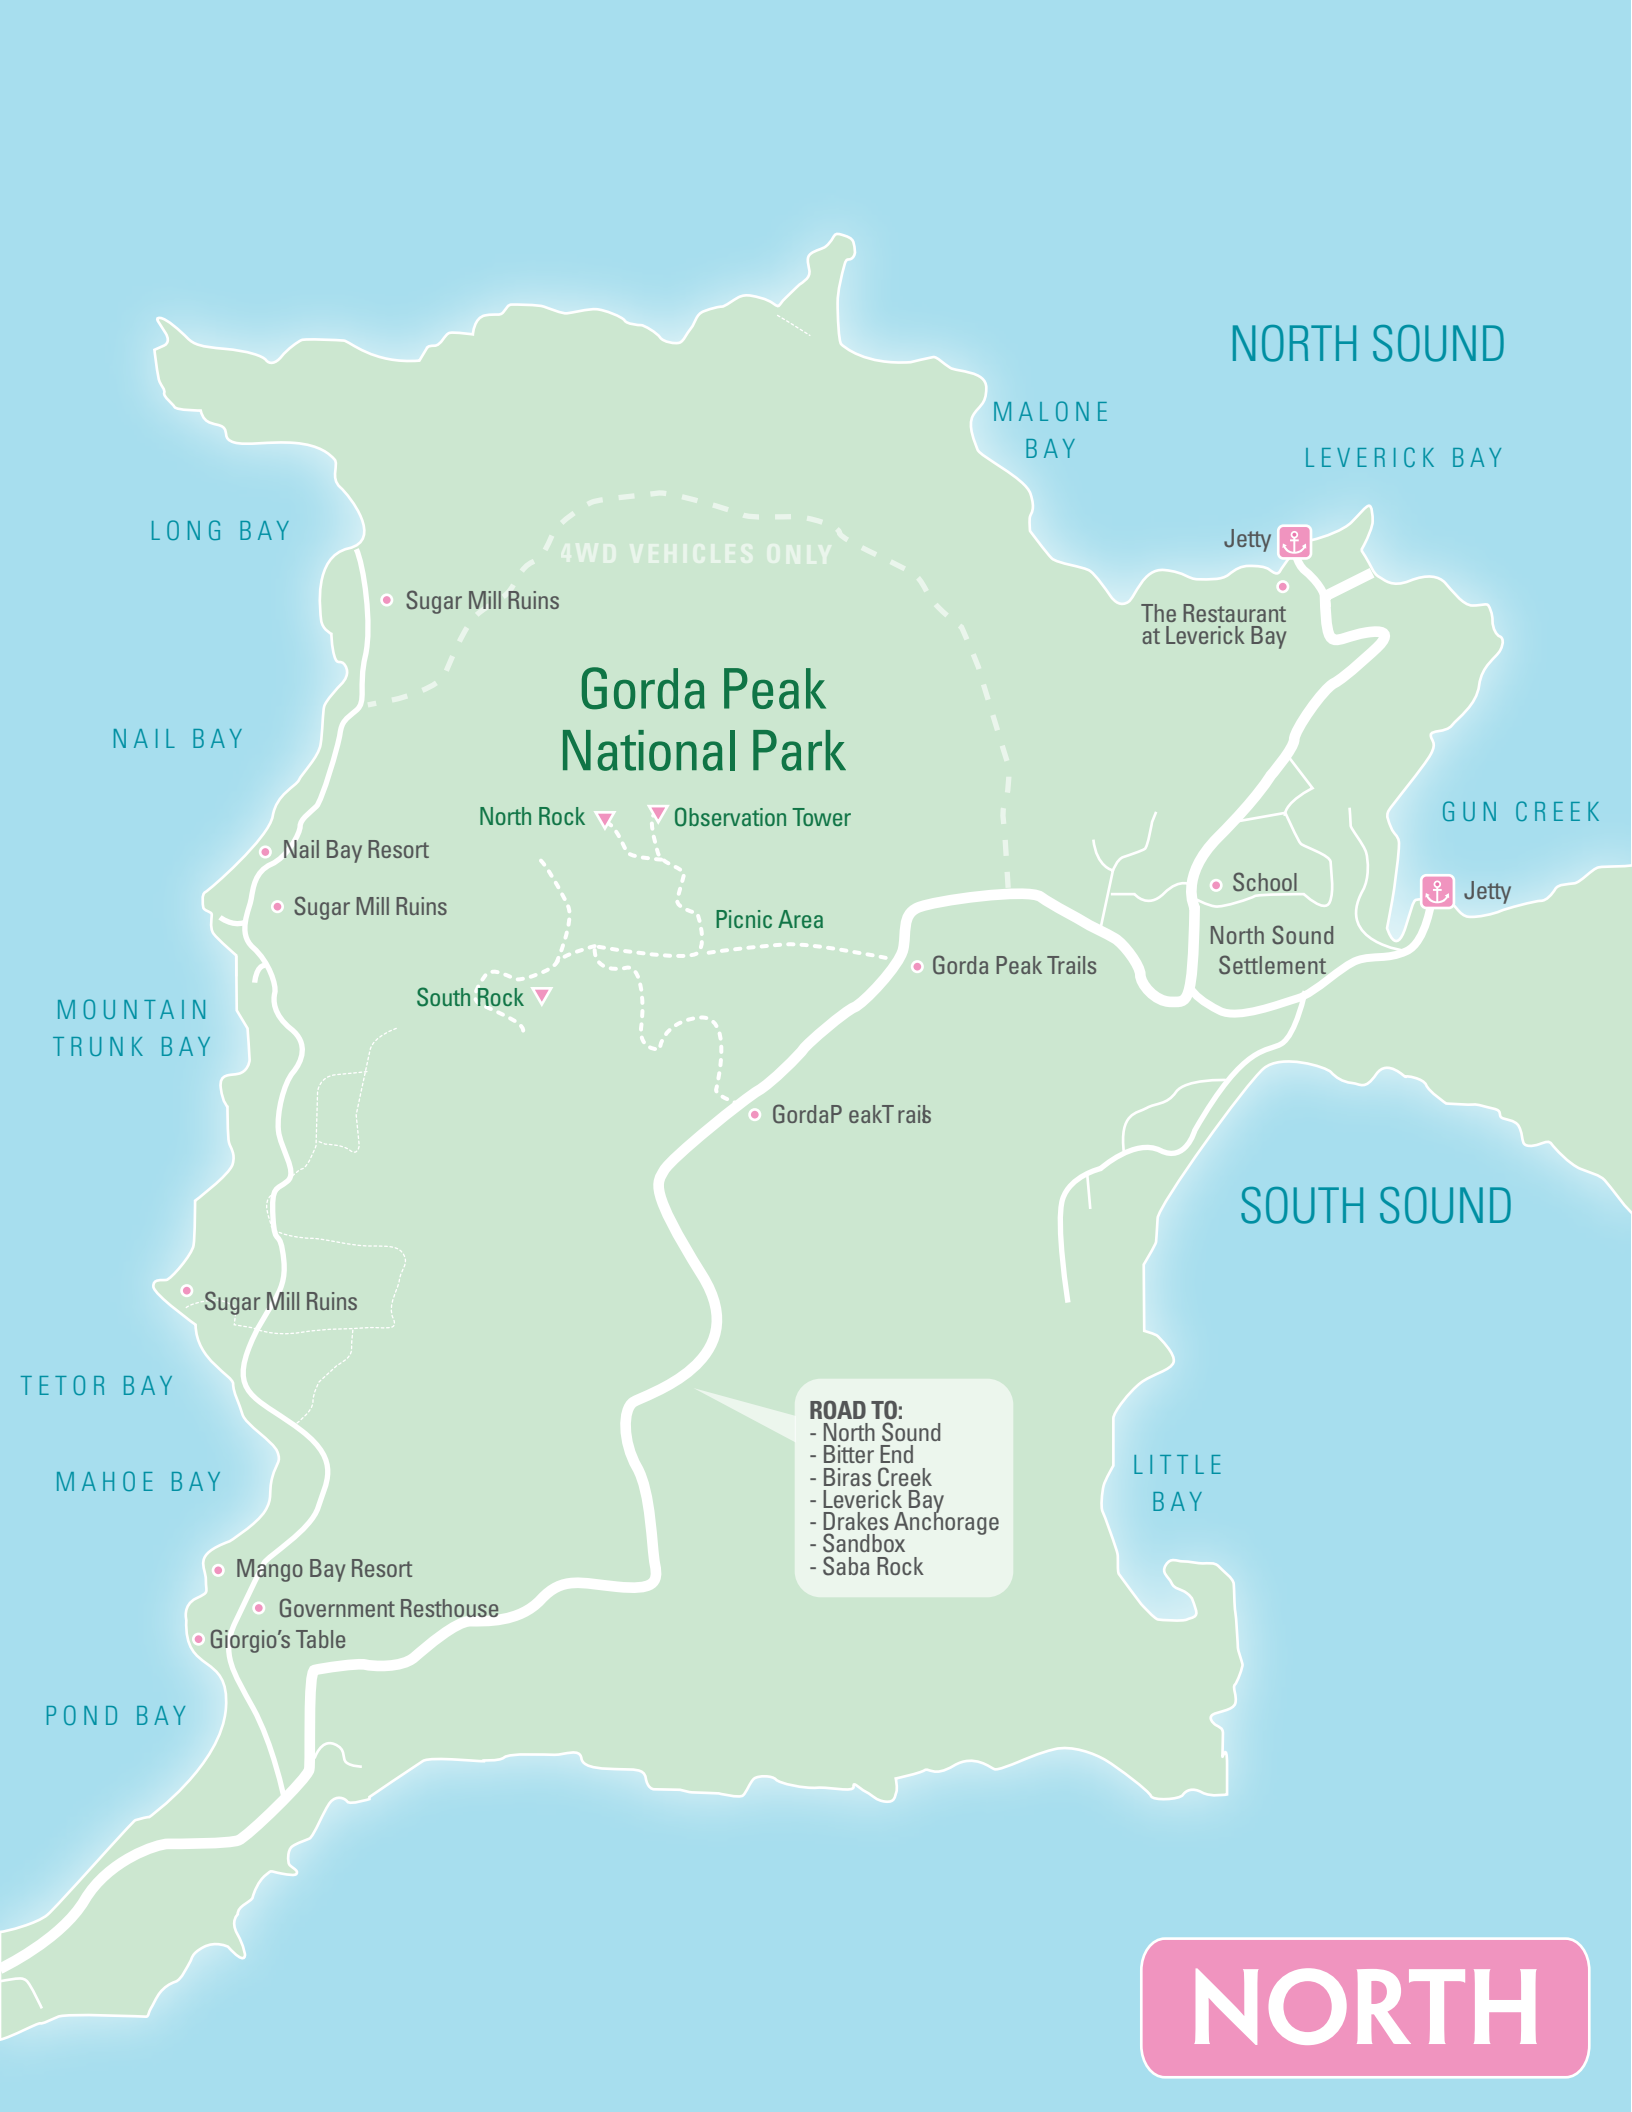 NORTH SOUND
MALONE
BAY
LEVERICK BAY
LONG BAY
Jetty
4WD VEHICLES ONLY
Sugar Mill Ruins
The Restaurant
at Leverick Bay
Gorda Peak
National Park
NAIL BAY
North Rock
Observation Tower
GUN CREEK
Nail Bay Resort
School
Jetty
Sugar Mill Ruins
Picnic Area
North Sound
Settlement
Gorda Peak Trails
South Rock
MOUNTAIN
TRUNK BAY
GordaP eakT rails
SOUTH SOUND
Sugar Mill Ruins
TETOR BAY
ROAD TO:
- North Sound
- Bitter End
- Biras Creek
- Leverick Bay
- Drakes Anchorage
- Sandbox
- Saba Rock
LITTLE
BAY
MAHOE BAY
Mango Bay Resort
Government Resthouse
Giorgio's Table
POND BAY
NORTH